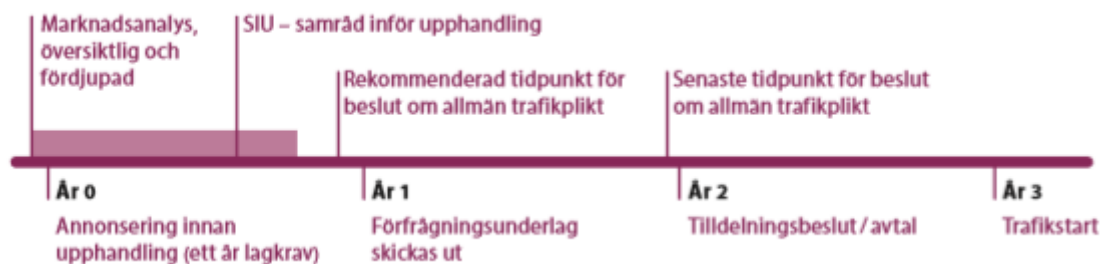 Marknadsanalys,
översiktlig och
fördjupad
SIU – samråd inför upphandling
Rekommenderad tidpunkt för
beslut om allmän trafikplikt
Senaste tidpunkt för beslut
om allmän trafikplikt
År 0
Annonsering innan
upphandling (ett år lagkrav)
År 1
Förfrågningsunderlag
skickas ut
År 2
Tilldelningsbeslut/avtal
År 3
Trafikstart